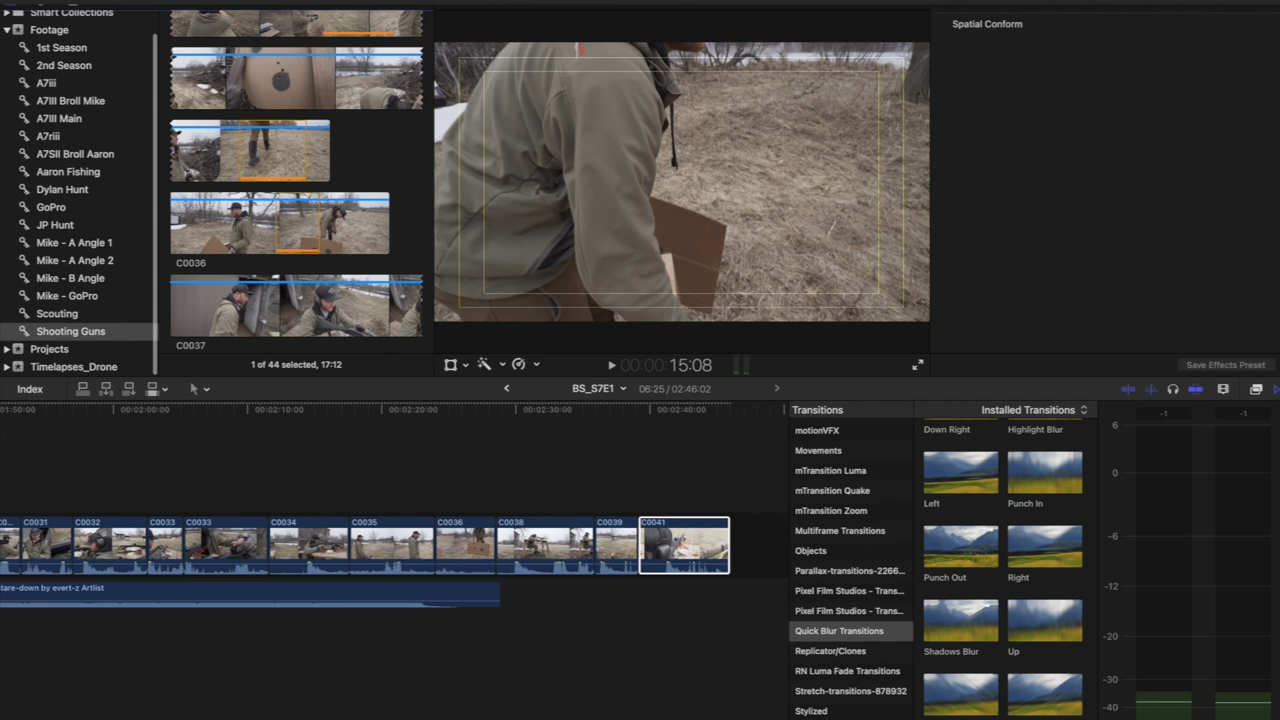 Smart Collections
Footage
1st Season
2nd Season
A7iii
A7III Broll Mike
A7III Main
A7riii
A7SII Broll Aaron
Aaron Fishing
Dylan Hunt
GoPro
JP Hunt
Mike - A Angle 1
Mike - A Angle 2
Mike - B Angle
Mike - GoPro
Scouting
Shooting Guns
Projects
Timelapses_Drone
C0036
C0037
1 of 44 selected, 17:12
00:00:15:08
Spatial Conform
Save Effects Preset
Index
BS_S7E1
06:25 / 02:46:02
01:50:00
00:02:00:00
00:02:10:00
00:02:20:00
00:02:30:00
00:02:40:00
C0...
C0031
C0032
C0033
C0033
C0034
C0035
C0036
C0038
C0039
C0041
tare-down by evert-z Artlist
Transitions
Installed Transitions
motionVFX
Movements
mTransition Luma
mTransition Quake
mTransition Zoom
Multiframe Transitions
Objects
Parallax-transitions-2266...
Pixel Film Studios - Trans...
Pixel Film Studios - Trans...
Quick Blur Transitions
Replicator/Clones
RN Luma Fade Transitions
Stretch-transitions-878932
Stylized
Down Right
Highlight Blur
Left
Punch In
Punch Out
Right
Shadows Blur
Up
-1
-1
6
0
-6
-12
-20
-30
-40